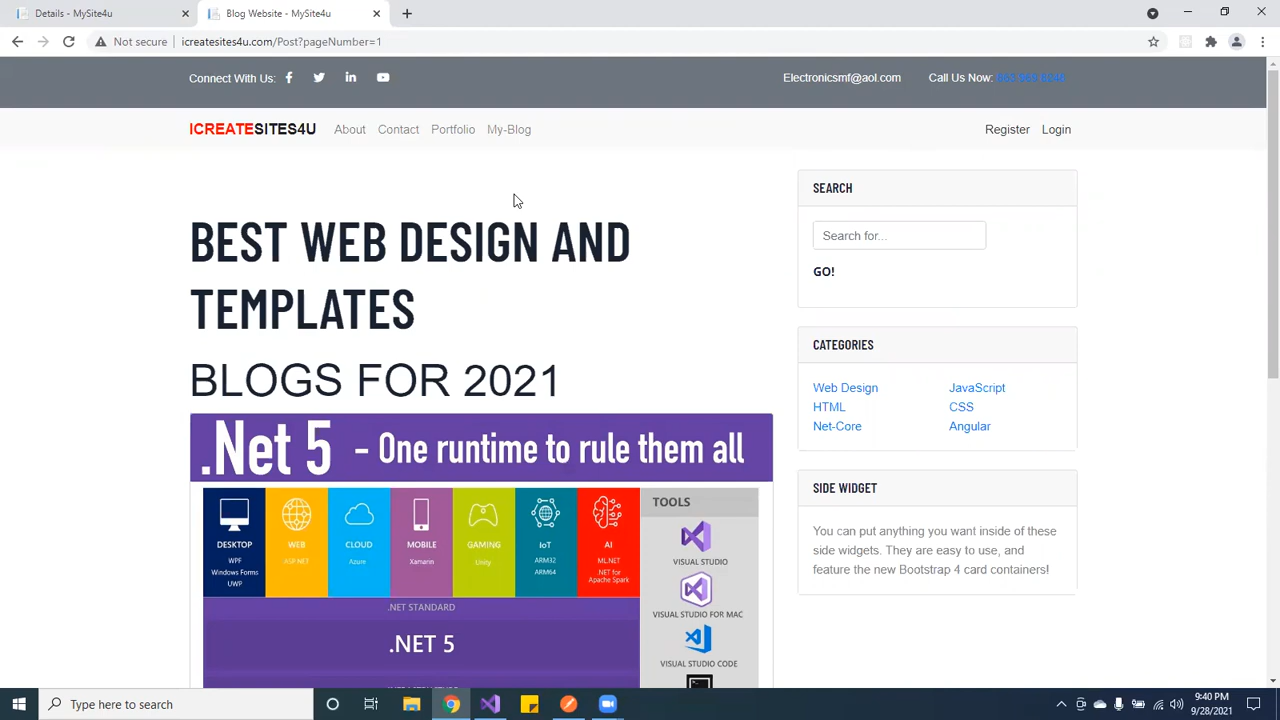 Details - MySite4u
Blog Website - MySite4u
Not secure
icreatesites4u.com/Post?pageNumber=1
Connect With Us:
Electronicsmf@aol.com
Call Us Now:
ICREATESITES4U
About
Contact
Portfolio
My-Blog
Register
Login
BEST WEB DESIGN AND
TEMPLATES
BLOGS FOR 2021
.Net 5 - One runtime to rule them all
DESKTOP
WPF
Windows Forms
UWP
WEB
ASP.NET
CLOUD
Azure
MOBILE
Xamarin
GAMING
Unity
IoT
ARM32
ARM64
AI
ML.NET
.NET for
Apache Spark
.NET STANDARD
.NET 5
TOOLS
VISUAL STUDIO
VISUAL STUDIO FOR MAC
VISUAL STUDIO CODE
SEARCH
Search for...
GO!
CATEGORIES
Web Design
JavaScript
HTML
CSS
Net-Core
Angular
SIDE WIDGET
You can put anything you want inside of these
side widgets. They are easy to use, and
feature the new Bootstrap 4 card containers!
Type here to search
9:40 PM
9/28/2021